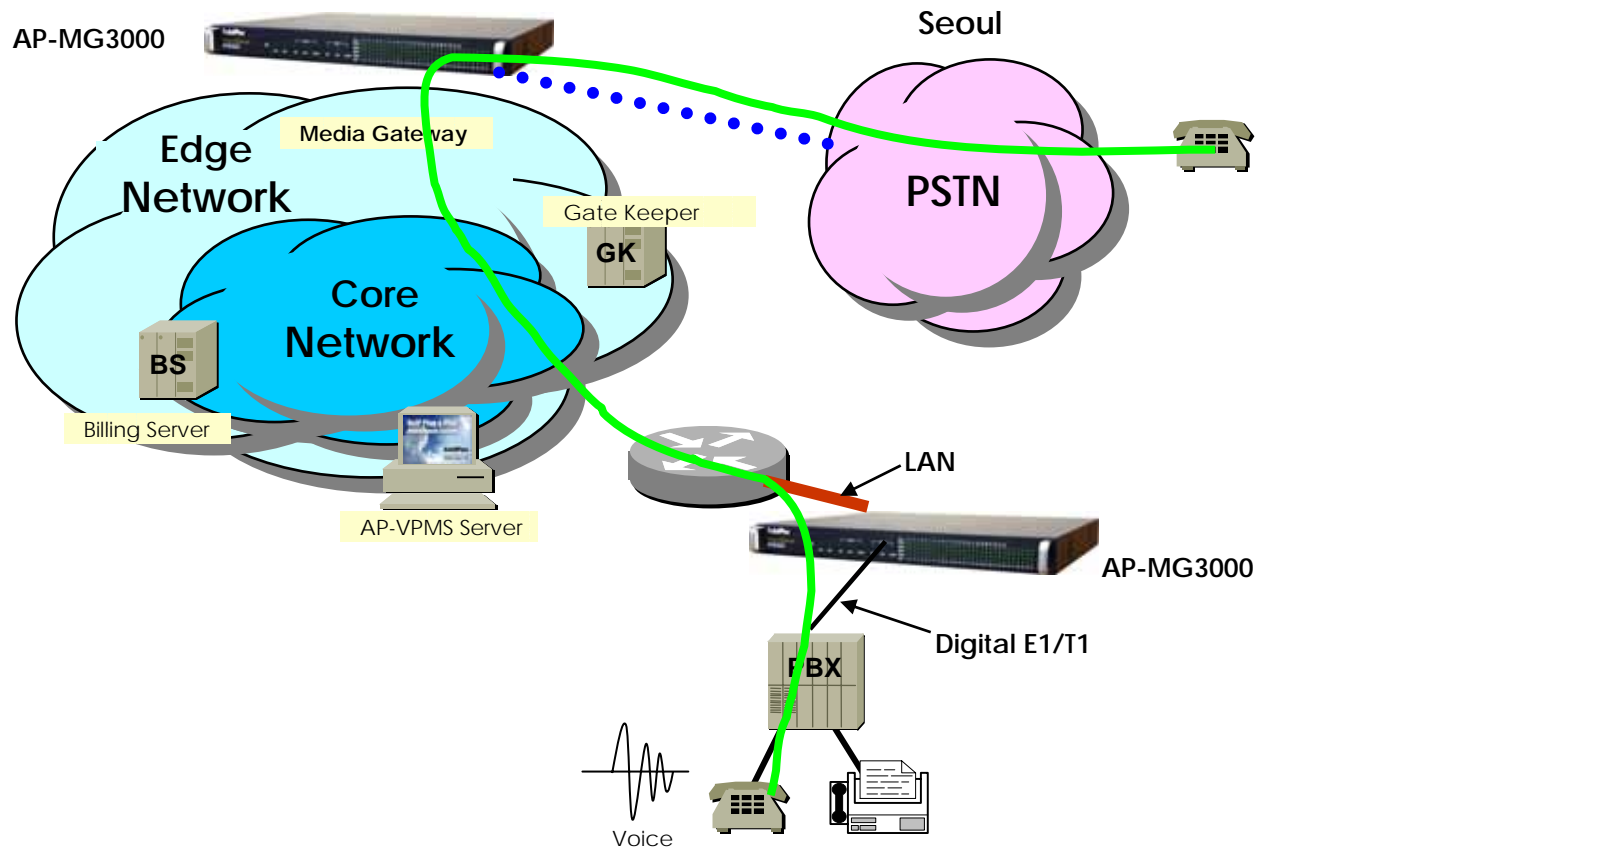 Seoul
AP-MG3000
Media Gateway
Edge
Network
PSTN
Gate Keeper
GK
Core
Network
BS
Billing Server
LAN
AP-VPMS Server
AP-MG3000
Digital E1/T1
PBX
Voice